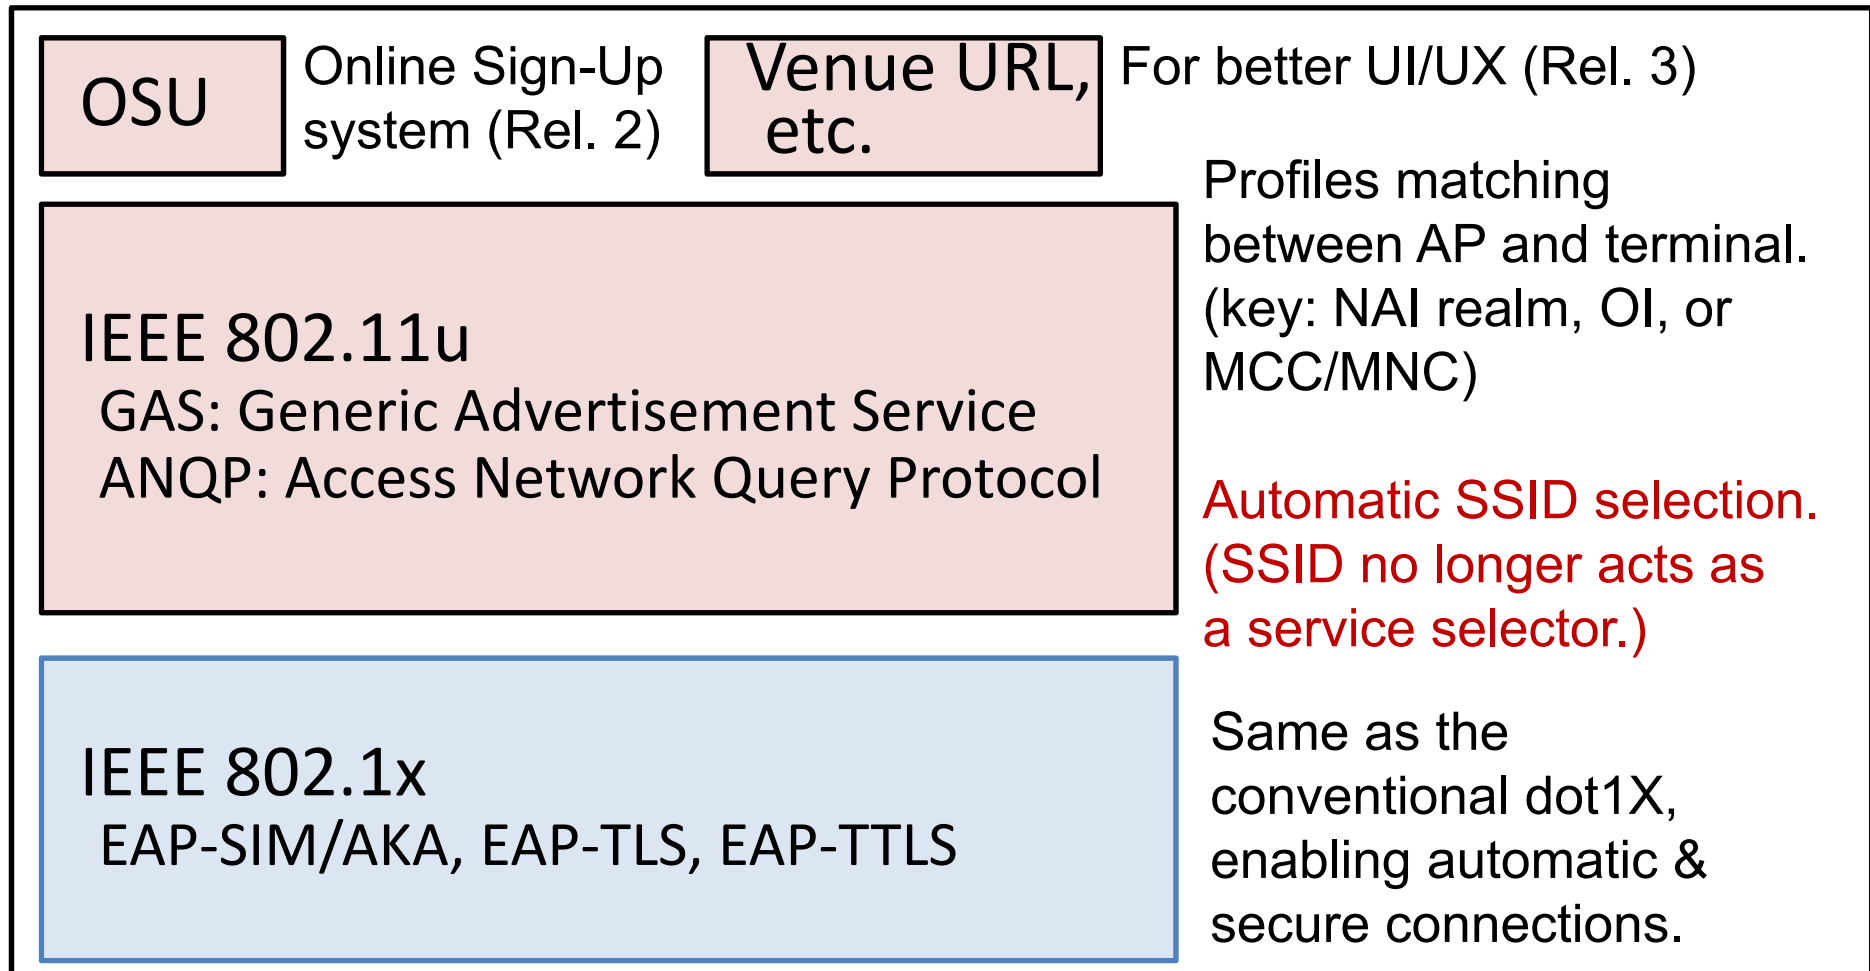 OSU
Online Sign-Up
system (Rel. 2)
Venue URL,
etc.
For better UI/UX (Rel. 3)
IEEE 802.11u
GAS: Generic Advertisement Service
ANQP: Access Network Query Protocol
Profiles matching
between AP and terminal.
(key: NAI realm, OI, or
MCC/MNC)
Automatic SSID selection.
(SSID no longer acts as
a service selector.)
IEEE 802.1x
EAP-SIM/AKA, EAP-TLS, EAP-TTLS
Same as the
conventional dot1X,
enabling automatic &
secure connections.